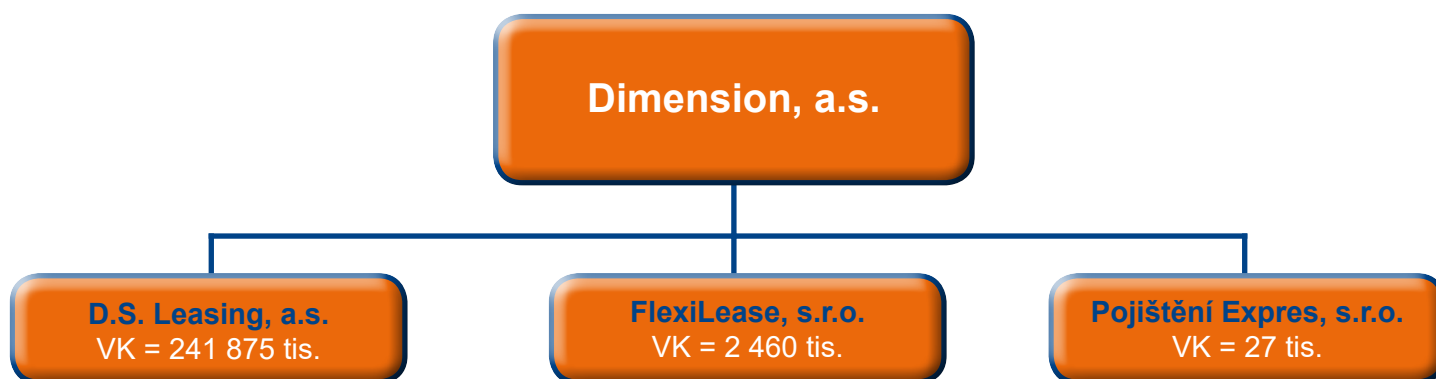 Dimension, a.s.
D.S. Leasing, a.s.
VK = 241 875 tis.
FlexiLease, s.r.o.
VK = 2 460 tis.
Pojištění Expres, s.r.o.
VK = 27 tis.